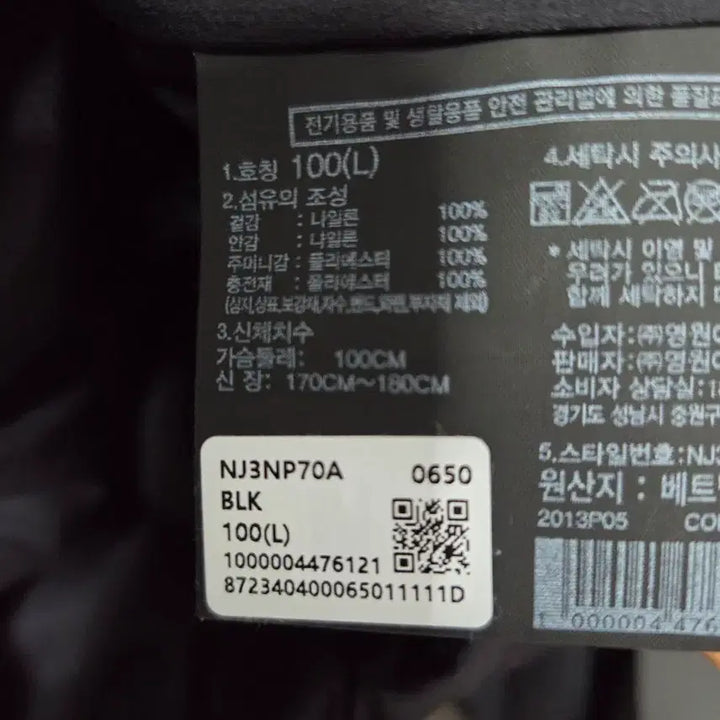 전기용품 및 생활용품 안전 관리법에 의한 품질표
1.호칭 100(L)
2.섬유의 조성
겉감 : 나일론 100%
안감 : 나일론 100%
주머니감 : 폴리에스터 100%
충전재 : 폴리에스터 100%
(심지,상표,보강재,자수,밴드, 제외)
3.신체치수
가슴둘레: 100CM
신 장: 170CM~180CM
4.세탁시 주의사
* 세탁시 이염 및
우려가 있으니
함께 세탁하지
수입자:㈜영원
판매자:㈜영원
소비자 상담실:1
경기도 성남시 중원구
5.스타일번호:NJ3
원산지 : 베트
2013P05 CO
1 000004 476
NJ3NP70A 0650
BLK
100(L)
1000004476121
872340400065011111D